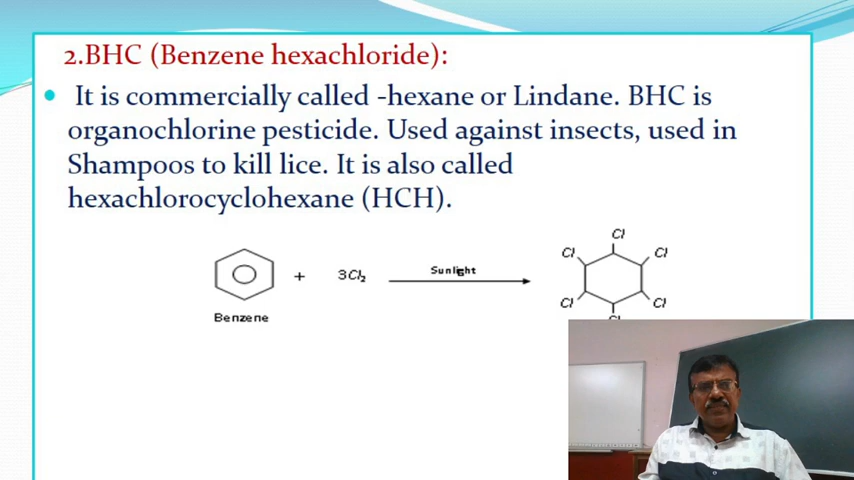 2.BHC (Benzene hexachloride):
It is commercially called -hexane or Lindane. BHC is
organochlorine pesticide. Used against insects, used in
Shampoos to kill lice. It is also called
hexachlorocyclohexane (HCH).
Cl
Cl Cl
+ 3Cl₂ Sunlight
Cl Cl
Cl
Benzene